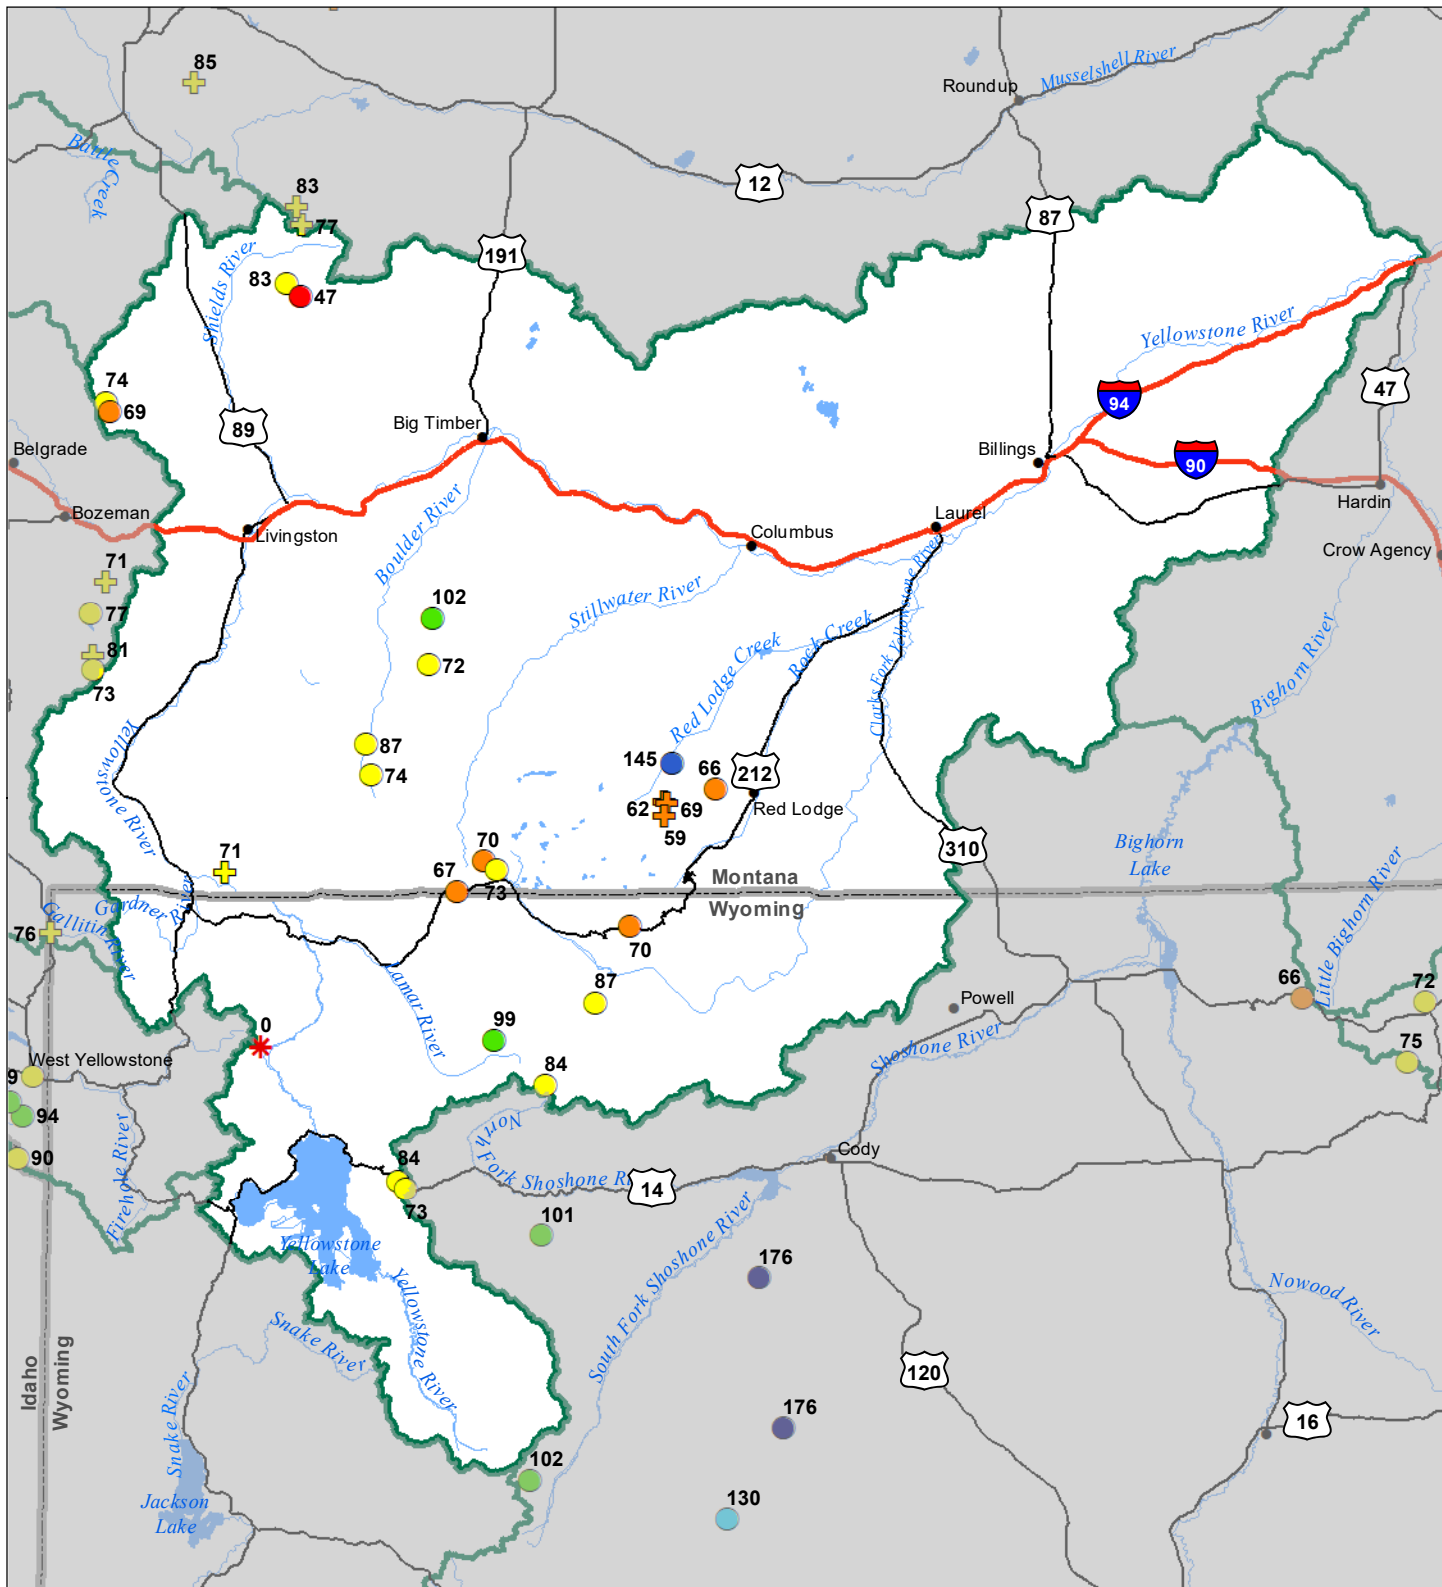 85
Roundup
Musselshell River
Battle Creek
12
83
77
87
191
Shields River
83
47
Yellowstone River
74
69
47
94
89
Big Timber
Belgrade
Billings
90
Bozeman
Hardin
Livingston
Boulder River
Laurel
Columbus
Crow Agency
71
Stillwater River
Clarks Fork Yellowstone River
77
102
Rock Creek
Red Lodge Creek
81
73
72
Bighorn River
Yellowstone River
87
74
145
66
212
62
69
59
Red Lodge
70
310
Bighorn
Lake
71
67
73
Montana
Wyoming
Gardner River
Gallitin River
Little Bighorn River
76
70
87
Lamar River
Powell
66
72
0
99
Shoshone River
75
West Yellowstone
9
84
94
North Fork Shoshone R
Firehole River
90
Cody
84
73
14
101
South Fork Shoshone River
Yellowstone
Lake
Yellowstone River
176
Nowood River
Snake River
Idaho
Wyoming
120
Snake River
176
16
102
Jackson
Lake
130